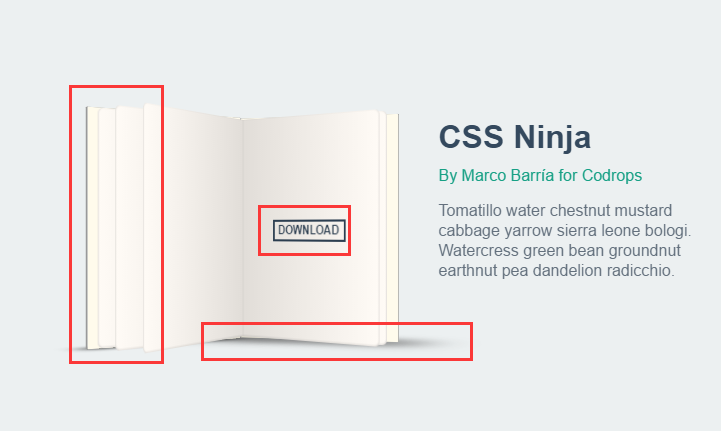 CSS Ninja
By Marco Barría for Codrops
DOWNLOAD
Tomatillo water chestnut mustard
cabbage yarrow sierra leone bologi.
Watercress green bean groundnut
earthnut pea dandelion radicchio.